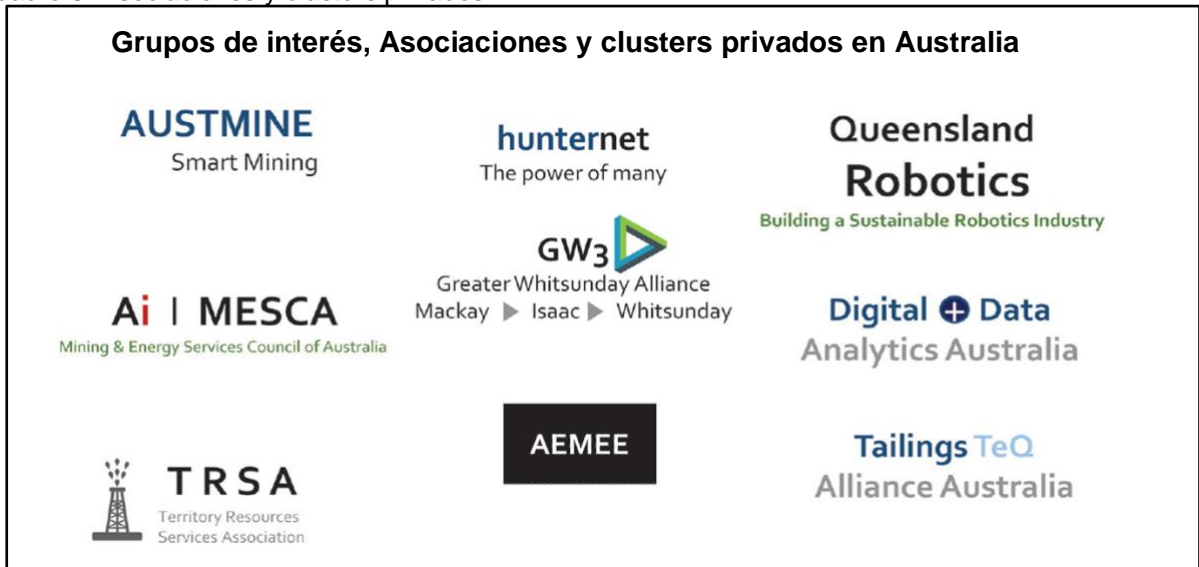 Grupos de interés, Asociaciones y clusters privados en Australia
AUSTMINE
Smart Mining
hunternet
The power of many
Queensland
Robotics
Building a Sustainable Robotics Industry
GW3
Greater Whitsunday Alliance
Mackay Isaac Whitsunday
Ai | MESCA
Mining & Energy Services Council of Australia
Digital + Data
Analytics Australia
AEMEE
Tailings TeQ
Alliance Australia
TRSA
Territory Resources
Services Association